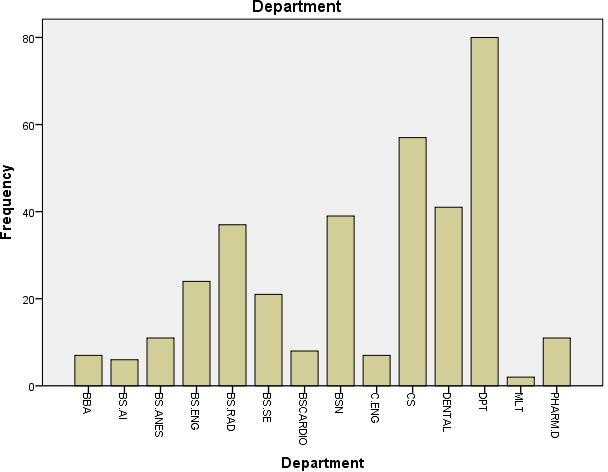 Department
80
60
40
20
0
Frequency
BBA
BS.AI
BS.ANES
BS.ENG
BS.RAD
BS.SE
BSCARDIO
BSN
C.ENG
CS
DENTAL
DPT
MLT
PHARM.D
Department